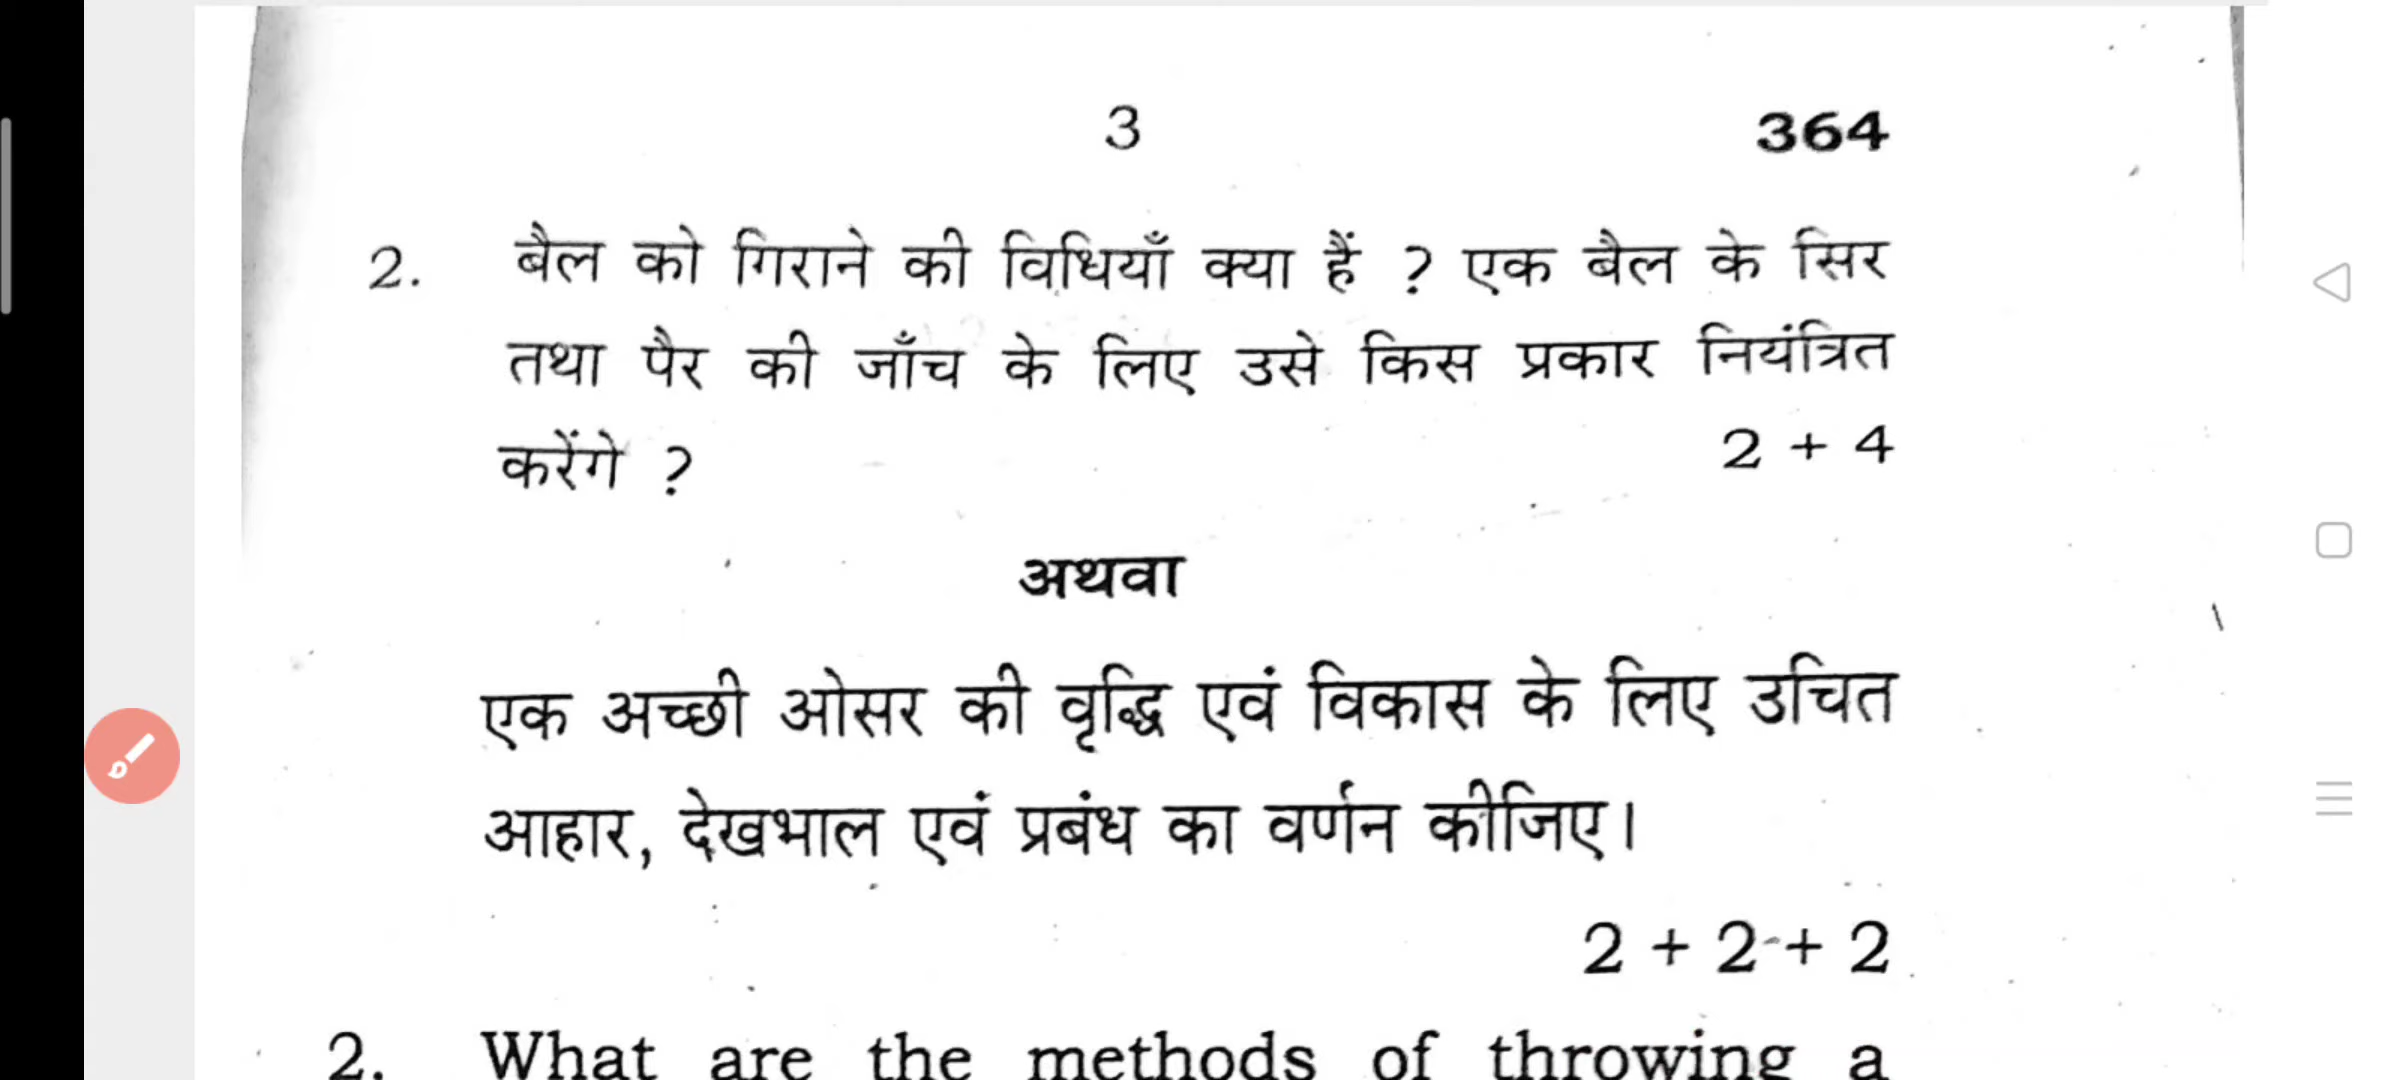 3 364
2. बैल को गिराने की विधियाँ क्या हैं ? एक बैल के सिर
तथा पैर की जाँच के लिए उसे किस प्रकार नियंत्रित
करेंगे ? 2 + 4
अथवा
एक अच्छी ओसर की वृद्धि एवं विकास के लिए उचित
आहार, देखभाल एवं प्रबंध का वर्णन कीजिए।
2 + 2 + 2
2. What are the methods of throwing a